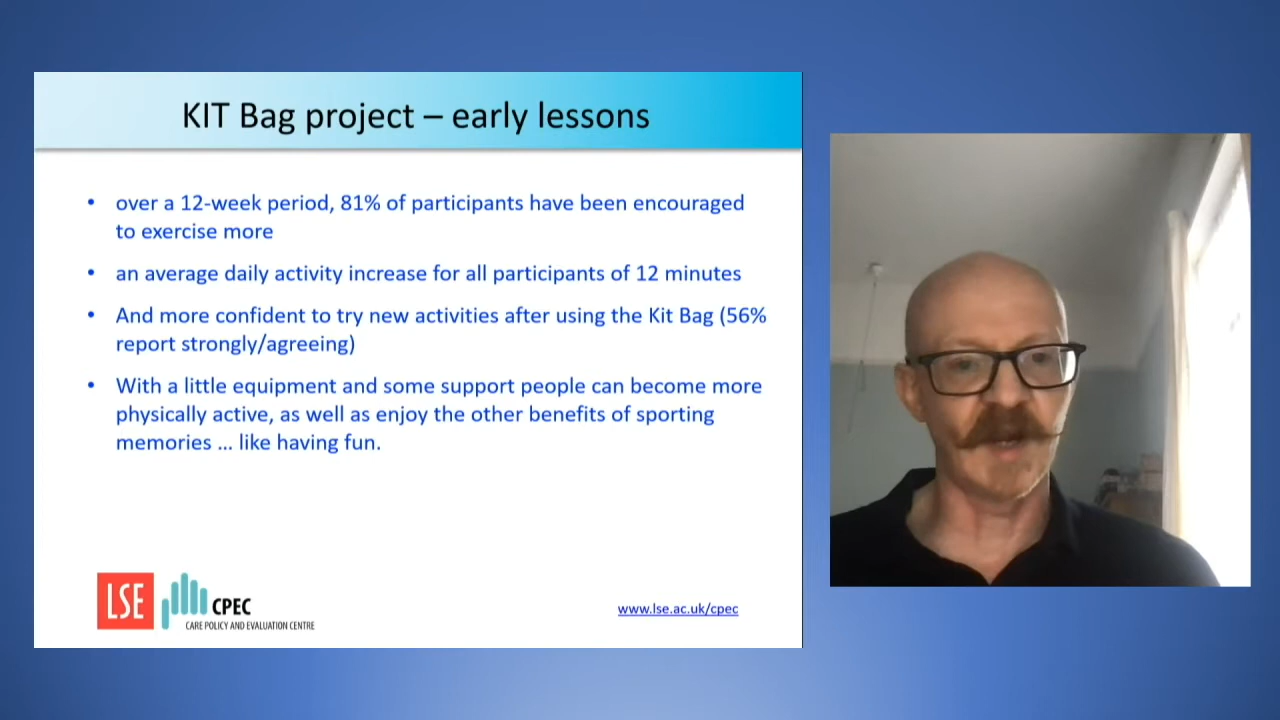 KIT Bag project – early lessons
• over a 12-week period, 81% of participants have been encouraged
to exercise more
• an average daily activity increase for all participants of 12 minutes
• And more confident to try new activities after using the Kit Bag (56%
report strongly/agreeing)
• With a little equipment and some support people can become more
physically active, as well as enjoy the other benefits of sporting
memories ... like having fun.
LSE CPEC
CARE POLICY AND EVALUATION CENTRE
www.lse.ac.uk/cpec